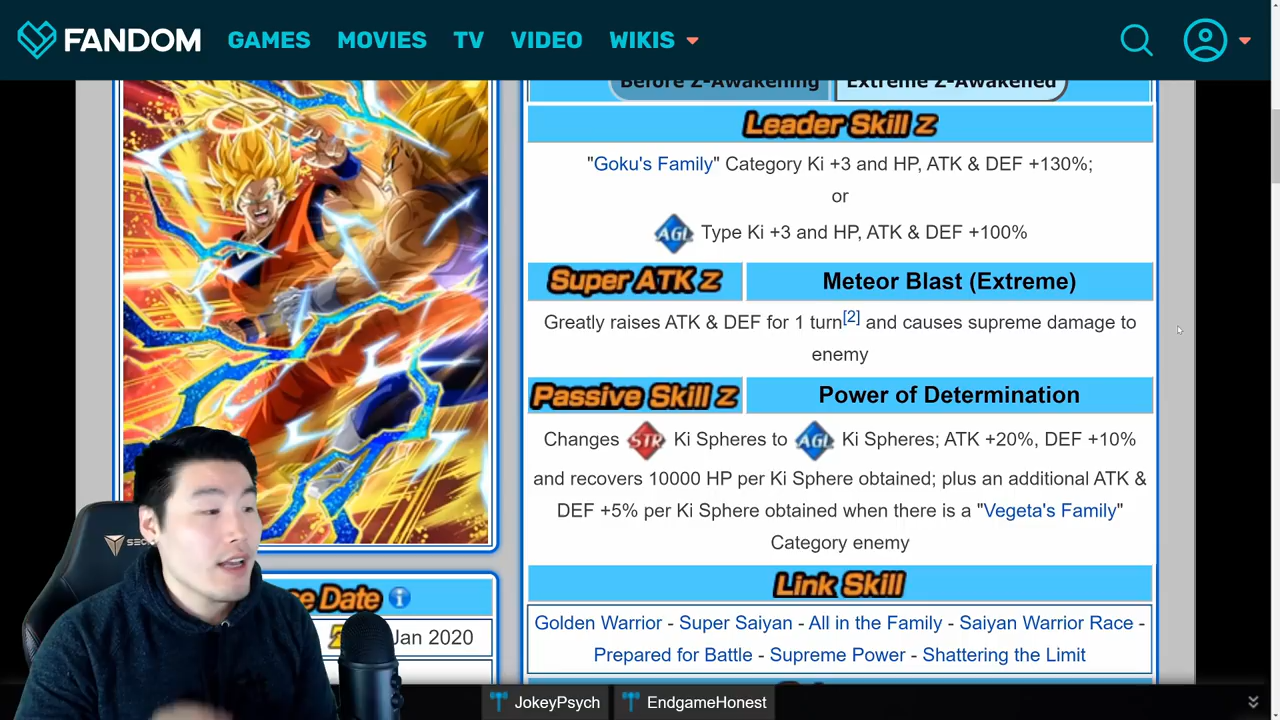 FANDOM GAMES MOVIES TV VIDEO WIKIS
Before Z-Awakening Extreme Z-Awakened
Leader Skill Z
"Goku's Family" Category Ki +3 and HP, ATK & DEF +130%;
or
AGL Type Ki +3 and HP, ATK & DEF +100%
Super ATK Z Meteor Blast (Extreme)
Greatly raises ATK & DEF for 1 turn[2] and causes supreme damage to
enemy
Passive Skill Z Power of Determination
Changes STR Ki Spheres to AGL Ki Spheres; ATK +20%, DEF +10%
and recovers 10000 HP per Ki Sphere obtained; plus an additional ATK &
DEF +5% per Ki Sphere obtained when there is a "Vegeta's Family"
Category enemy
Link Skill
Date
Jan 2020
Golden Warrior - Super Saiyan - All in the Family - Saiyan Warrior Race -
Prepared for Battle - Supreme Power - Shattering the Limit
JokeyPsych EndgameHonest